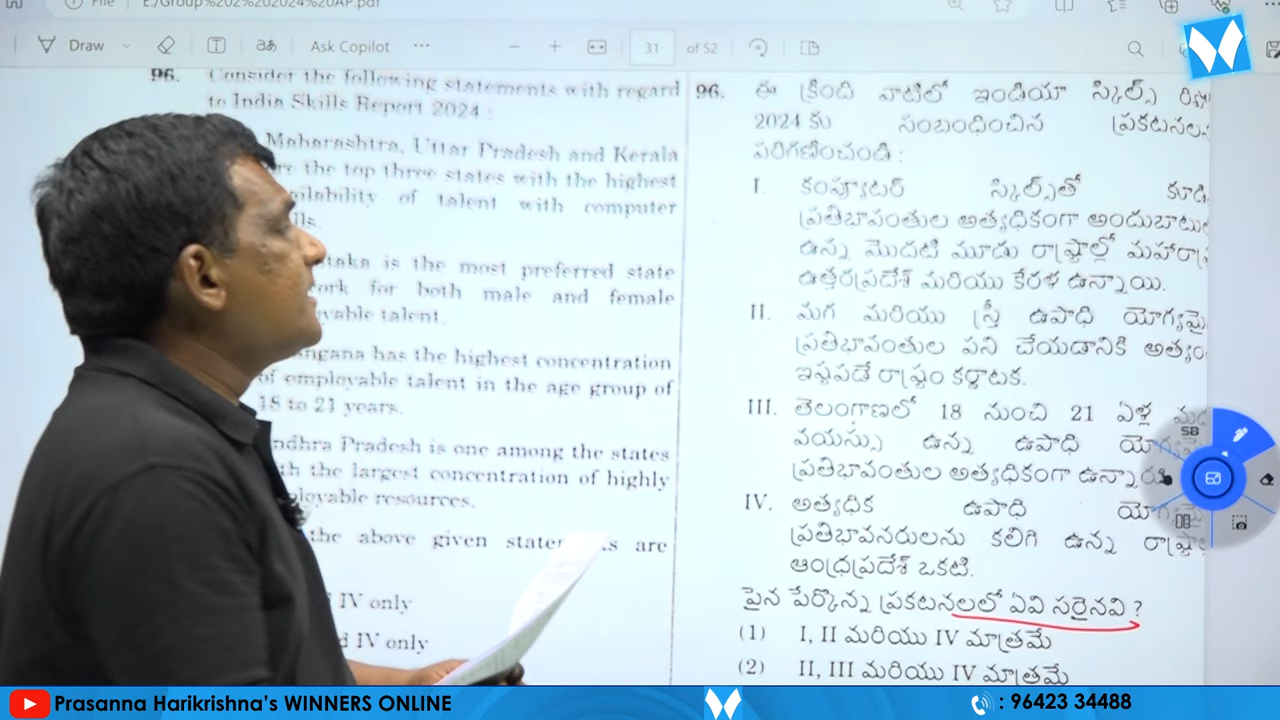 File
E:/Group%202%202024%20AP.pdf
Draw
Ask Copilot
31
of 52
96. Consider the following statements with regard
to India Skills Report 2024 :
Maharashtra, Uttar Pradesh and Kerala
the top three states with the highest
of talent with computer
is the most preferred state
for both male and female
talent.
has the highest concentration
of employable talent in the age group of
18 to 21 years.
Pradesh is one among the states
the largest concentration of highly
resources.
the above given are
IV only
IV only
96. ఈ క్రింది వాటిలో ఇండియా స్కిల్స్
2024 కు సంబంధించిన
పరిగణించండి :
I. కంప్యూటర్ స్కిల్స్‌తో
ప్రతిభావంతుల అత్యధికంగా
ఉన్న మొదటి మూడు రాష్ట్రాల్లో
ఉత్తరప్రదేశ్ మరియు కేరళ ఉన్నాయి.
II. మగ మరియు స్త్రీ ఉపాధి
ప్రతిభావంతుల పని చేయడానికి
ఇష్టపడే రాష్ట్రం కర్ణాటక.
III. తెలంగాణలో 18 నుంచి 21 ఏళ్ల
వయస్సు ఉన్న ఉపాధి
ప్రతిభావంతుల అత్యధికంగా
IV. అత్యధిక ఉపాధి
ప్రతిభావనరులను కలిగి ఉన్న
ఆంధ్రప్రదేశ్ ఒకటి.
పైన పేర్కొన్న ప్రకటనలలో ఏవి సరైనవి ?
(1) I, II మరియు IV మాత్రమే
(2) II, III మరియు IV మాత్రమే
Prasanna Harikrishna's WINNERS ONLINE
: 96423 34488